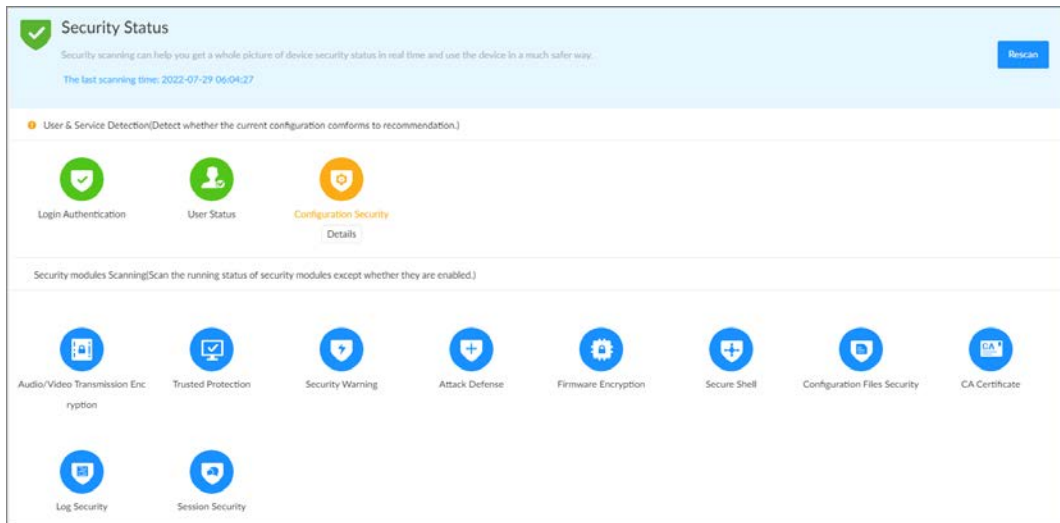 Security Status
Security scanning can help you get a whole picture of device security status in real time and use the device in a much safer way.
Rescan
The last scanning time: 2022-07-29 06:04:27
User & Service Detection(Detect whether the current configuration comforms to recommendation.)
Login Authentication
User Status
Configuration Security
Details
Security modules Scanning(Scan the running status of security modules except whether they are enabled.)
CA
Audio/Video Transmission Enc
ryption
Trusted Protection
Security Warning
Attack Defense
Firmware Encryption
Secure Shell
Configuration Files Security
CA Certificate
Log Security
Session Security